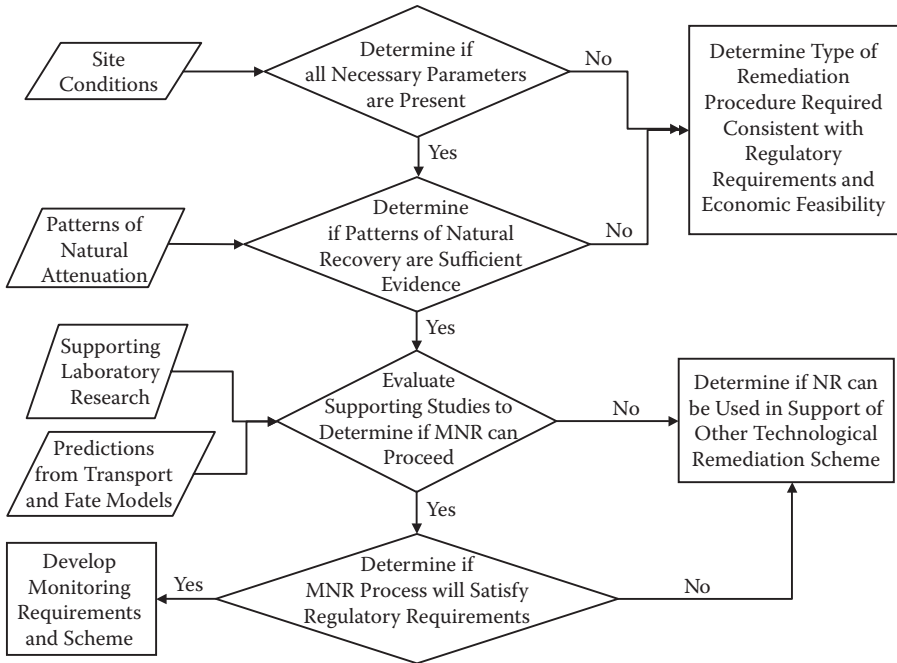 Site
Conditions
Determine if
all Necessary Parameters
are Present
No
Determine Type of
Remediation
Procedure Required
Consistent with
Regulatory
Requirements and
Economic Feasibility
Yes
Patterns of
Natural
Attenuation
Determine
if Patterns of Natural
Recovery are Sufficient
Evidence
No
Yes
Supporting
Laboratory
Research
Predictions
from Transport
and Fate Models
Evaluate
Supporting Studies to
Determine if MNR can
Proceed
No
Determine if NR can
be Used in Support of
Other Technological
Remediation Scheme
Yes
Determine if
MNR Process will Satisfy
Regulatory Requirements
Yes
No
Develop
Monitoring
Requirements
and Scheme